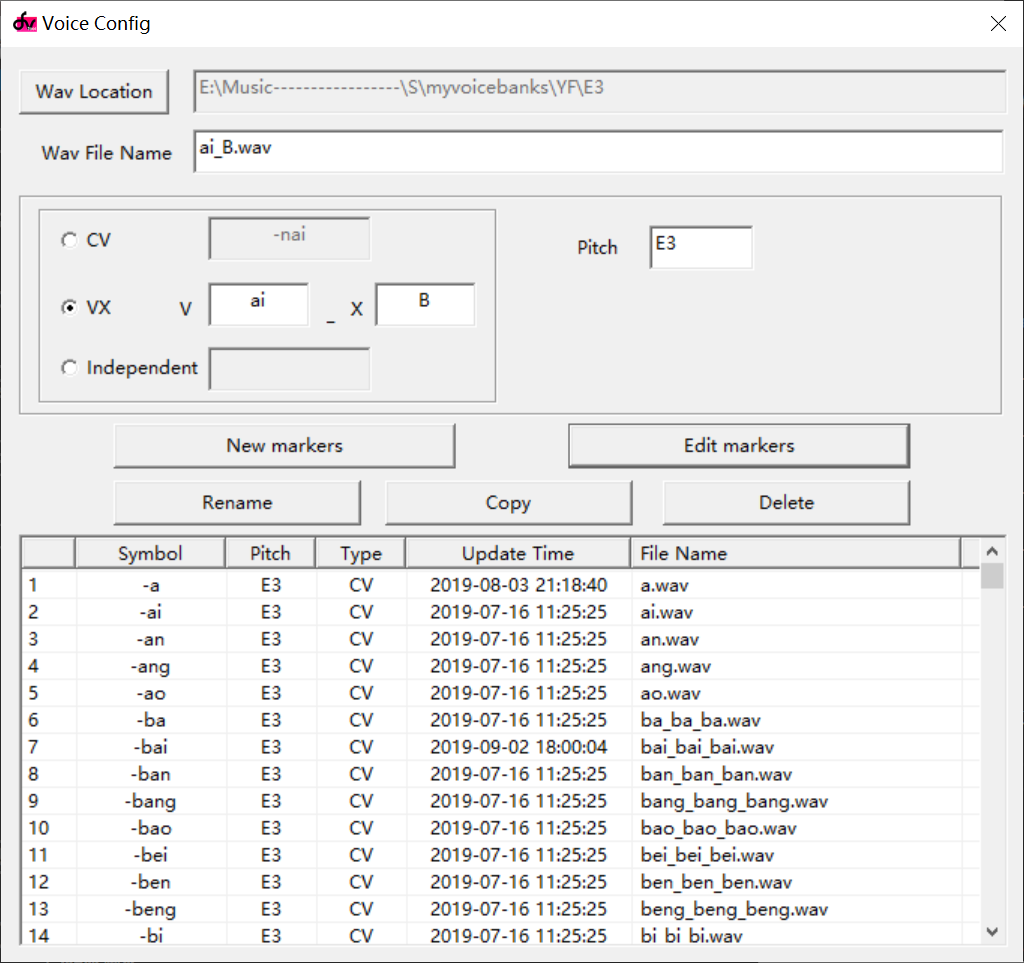 Voice Config
Wav Location E:\Music-----------------\S\myvoicebanks\YF\E3
Wav File Name ai_B.wav
CV -nai Pitch E3
VX V ai _ X B
Independent
New markers Edit markers
Rename Copy Delete
Symbol Pitch Type Update Time File Name
1 -a E3 CV 2019-08-03 21:18:40 a.wav
2 -ai E3 CV 2019-07-16 11:25:25 ai.wav
3 -an E3 CV 2019-07-16 11:25:25 an.wav
4 -ang E3 CV 2019-07-16 11:25:25 ang.wav
5 -ao E3 CV 2019-07-16 11:25:25 ao.wav
6 -ba E3 CV 2019-07-16 11:25:25 ba_ba_ba.wav
7 -bai E3 CV 2019-09-02 18:00:04 bai_bai_bai.wav
8 -ban E3 CV 2019-07-16 11:25:25 ban_ban_ban.wav
9 -bang E3 CV 2019-07-16 11:25:25 bang_bang_bang.wav
10 -bao E3 CV 2019-07-16 11:25:25 bao_bao_bao.wav
11 -bei E3 CV 2019-07-16 11:25:25 bei_bei_bei.wav
12 -ben E3 CV 2019-07-16 11:25:25 ben_ben_ben.wav
13 -beng E3 CV 2019-07-16 11:25:25 beng_beng_beng.wav
14 -bi E3 CV 2019-07-16 11:25:25 bi_bi_bi.wav